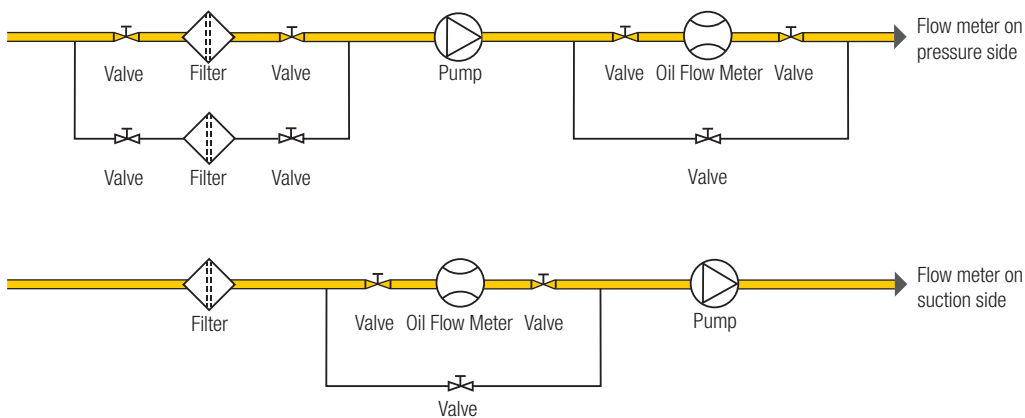 Flow meter on
pressure side
Valve Filter Valve Pump Valve Oil Flow Meter Valve
Valve Filter Valve Valve
Flow meter on
suction side
Filter Valve Oil Flow Meter Valve Pump
Valve